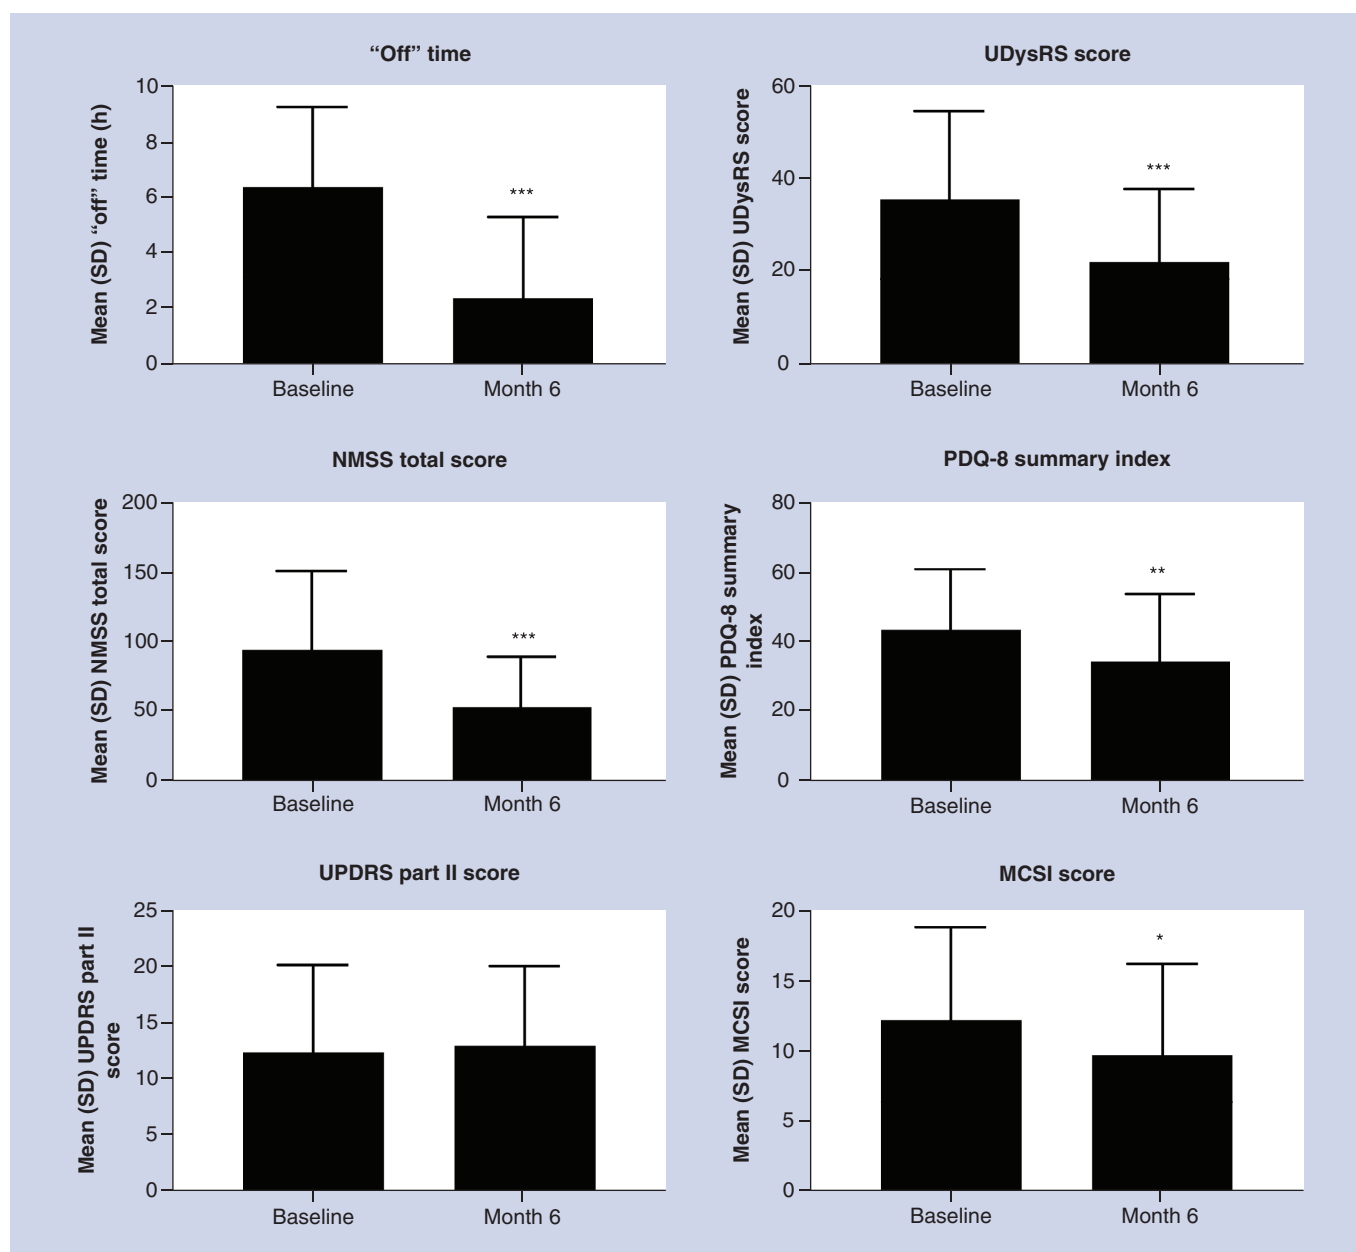 “Off” time
Mean (SD) “off” time (h)
10
8
6
4
2
0
***
Baseline
Month 6
UDysRS score
Mean (SD) UDysRS score
60
40
20
0
***
Baseline
Month 6
NMSS total score
Mean (SD) NMSS total score
200
150
100
50
0
***
Baseline
Month 6
PDQ-8 summary index
Mean (SD) PDQ-8 summary
index
80
60
40
20
0
**
Baseline
Month 6
UPDRS part II score
Mean (SD) UPDRS part II
score
25
20
15
10
5
0
Baseline
Month 6
MCSI score
Mean (SD) MCSI score
20
15
10
5
0
*
Baseline
Month 6